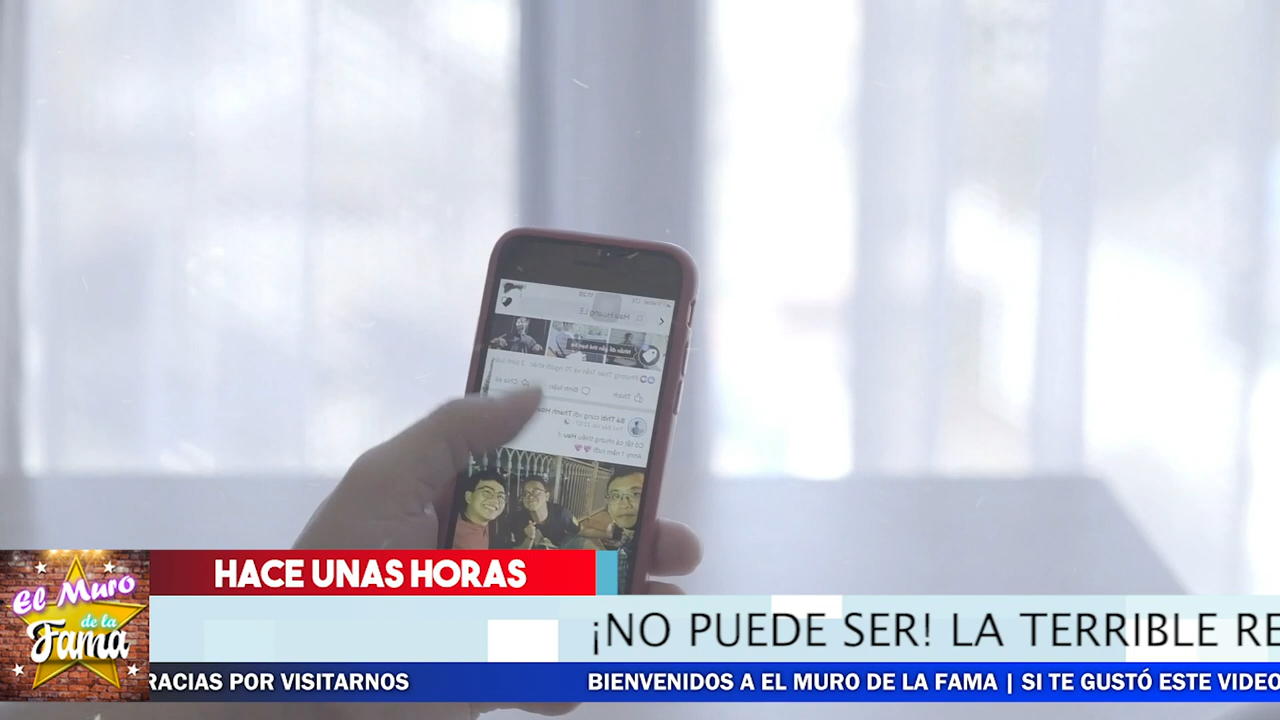 HACE UNAS HORAS
El Muro
de la
Fama
¡NO PUEDE SER! LA TERRIBLE RE
RACIAS POR VISITARNOS
BIENVENIDOS A EL MURO DE LA FAMA | SI TE GUSTÓ ESTE VIDEO